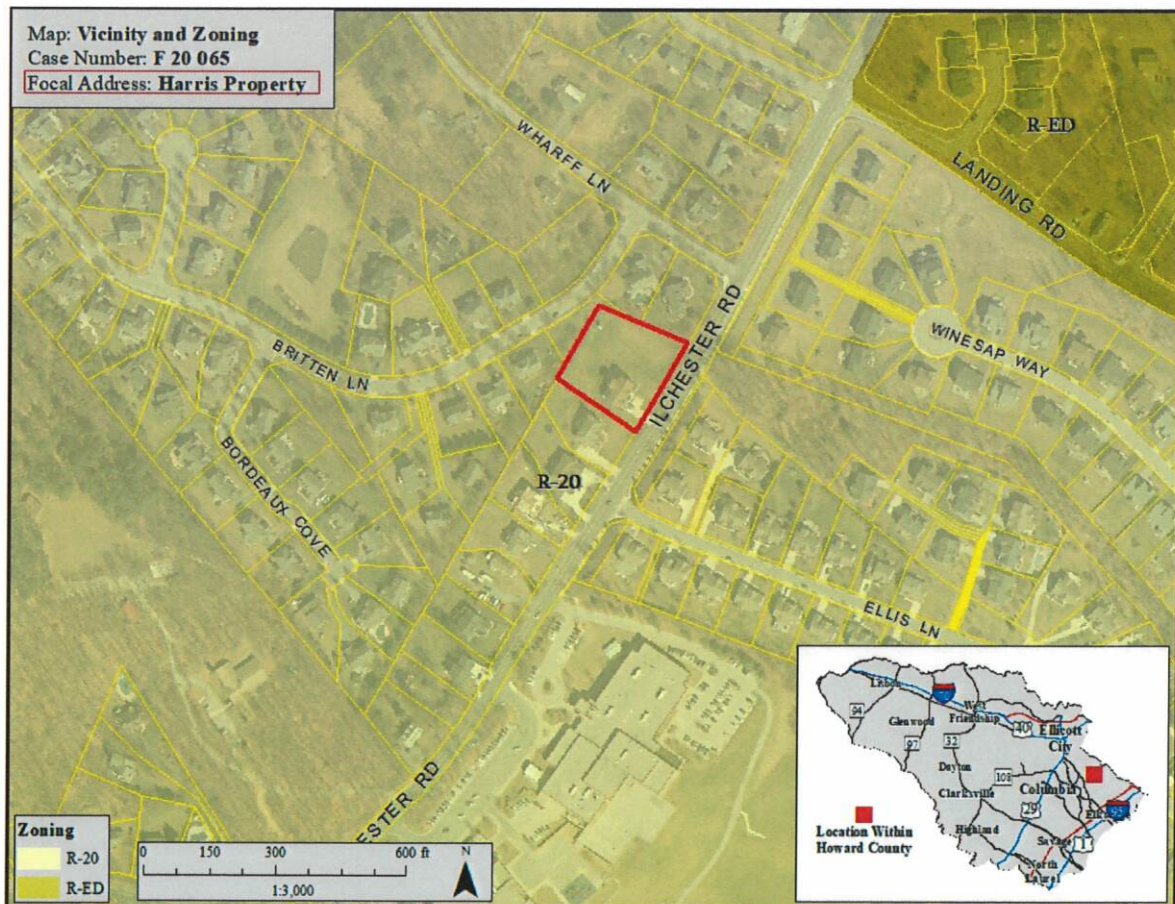 Map: Vicinity and Zoning
Case Number: F 20 065
Focal Address: Harris Property
R-ED
WHARFF LN
LANDING RD
ILCHESTER RD
WINESAP WAY
BRITTEN LN
BORDEAUX COVE
R-20
ELLIS LN
ESTER RD
Zoning
R-20
R-ED
0 150 300 600 ft
N
1:3,000
Lisbon
West
Friendship
94
Glenwood
40
Ellicott
City
97
32
Dayton
108
Columbia
Clarksville
29
95
Highland
Savage
1
North
Laurel
Location Within
Howard County